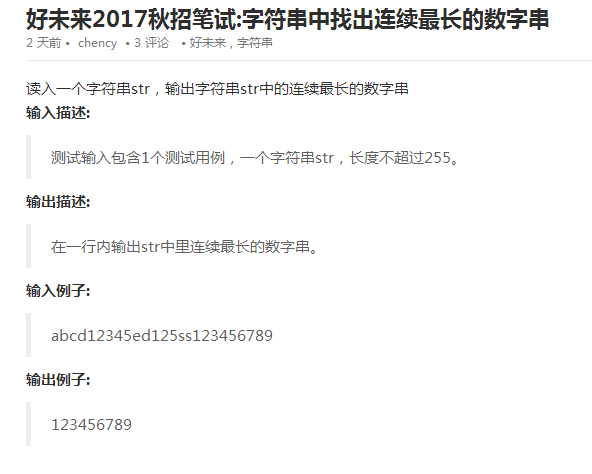 好未来2017秋招笔试:字符串中找出连续最长的数字串
2 天前 • chency • 3 评论 • 好未来，字符串
读入一个字符串str，输出字符串str中的连续最长的数字串
输入描述:
测试输入包含1个测试用例，一个字符串str，长度不超过255。
输出描述:
在一行内输出str中里连续最长的数字串。
输入例子:
abcd12345ed125ss123456789
输出例子:
123456789